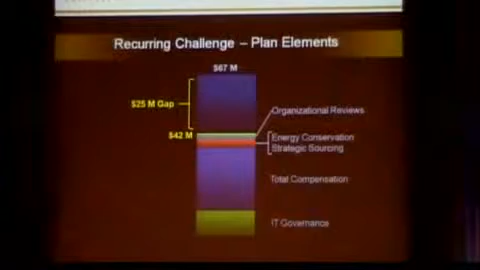 Recurring Challenge – Plan Elements
$67 M
$25 M Gap
$42 M
Organizational Reviews
Energy Conservation
Strategic Sourcing
Total Compensation
IT Governance